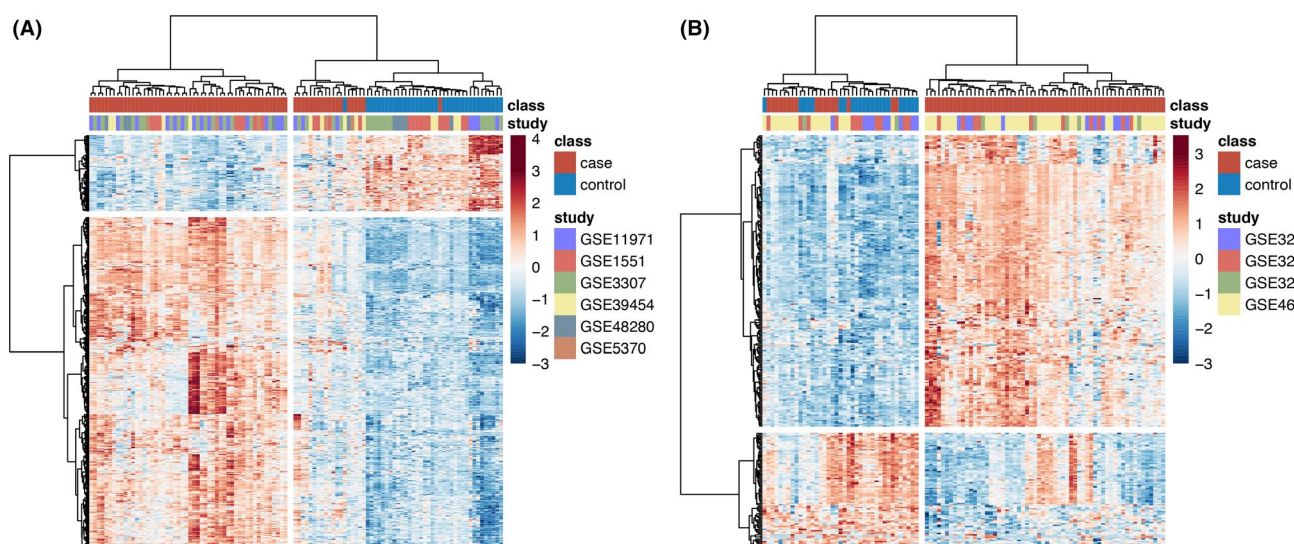 (A)
class
study
4
3
2
1
0
−1
−2
−3
class
case
control
study
GSE11971
GSE1551
GSE3307
GSE39454
GSE48280
GSE5370
(B)
class
study
3
2
1
0
−1
−2
−3
class
case
control
study
GSE32
GSE32
GSE32
GSE46